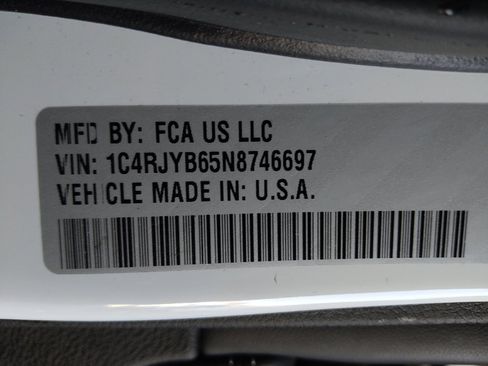 MFD BY: FCA US LLC
VIN: 1C4RJYB65N8746697
VEHICLE MADE IN: U.S.A.